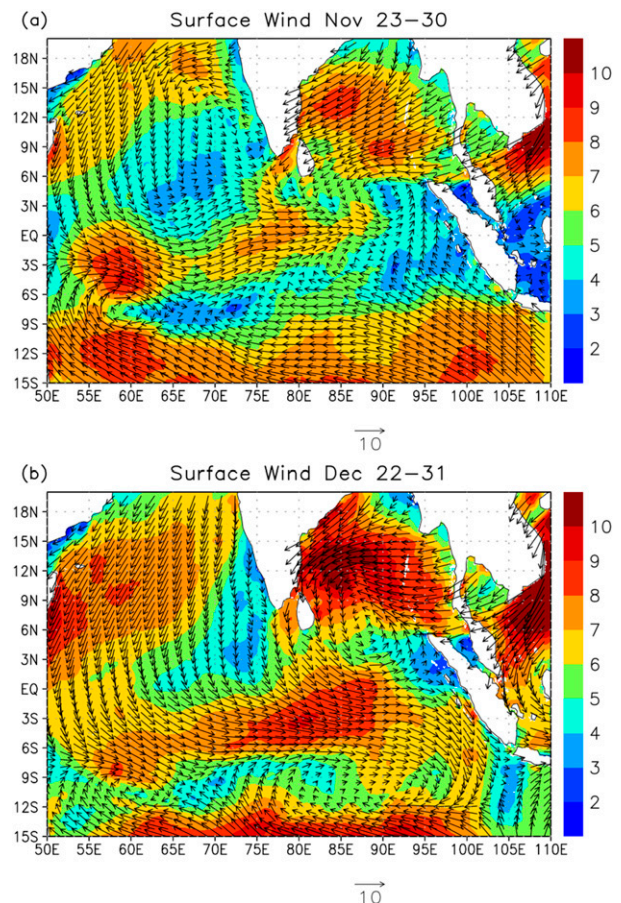 (a) Surface Wind Nov 23-30
18N
15N
12N
9N
6N
3N
EQ
3S
6S
9S
12S
15S
50E 55E 60E 65E 70E 75E 80E 85E 90E 95E 100E 105E 110E
10
9
8
7
6
5
4
3
2
10
(b) Surface Wind Dec 22-31
18N
15N
12N
9N
6N
3N
EQ
3S
6S
9S
12S
15S
50E 55E 60E 65E 70E 75E 80E 85E 90E 95E 100E 105E 110E
10
9
8
7
6
5
4
3
2
10